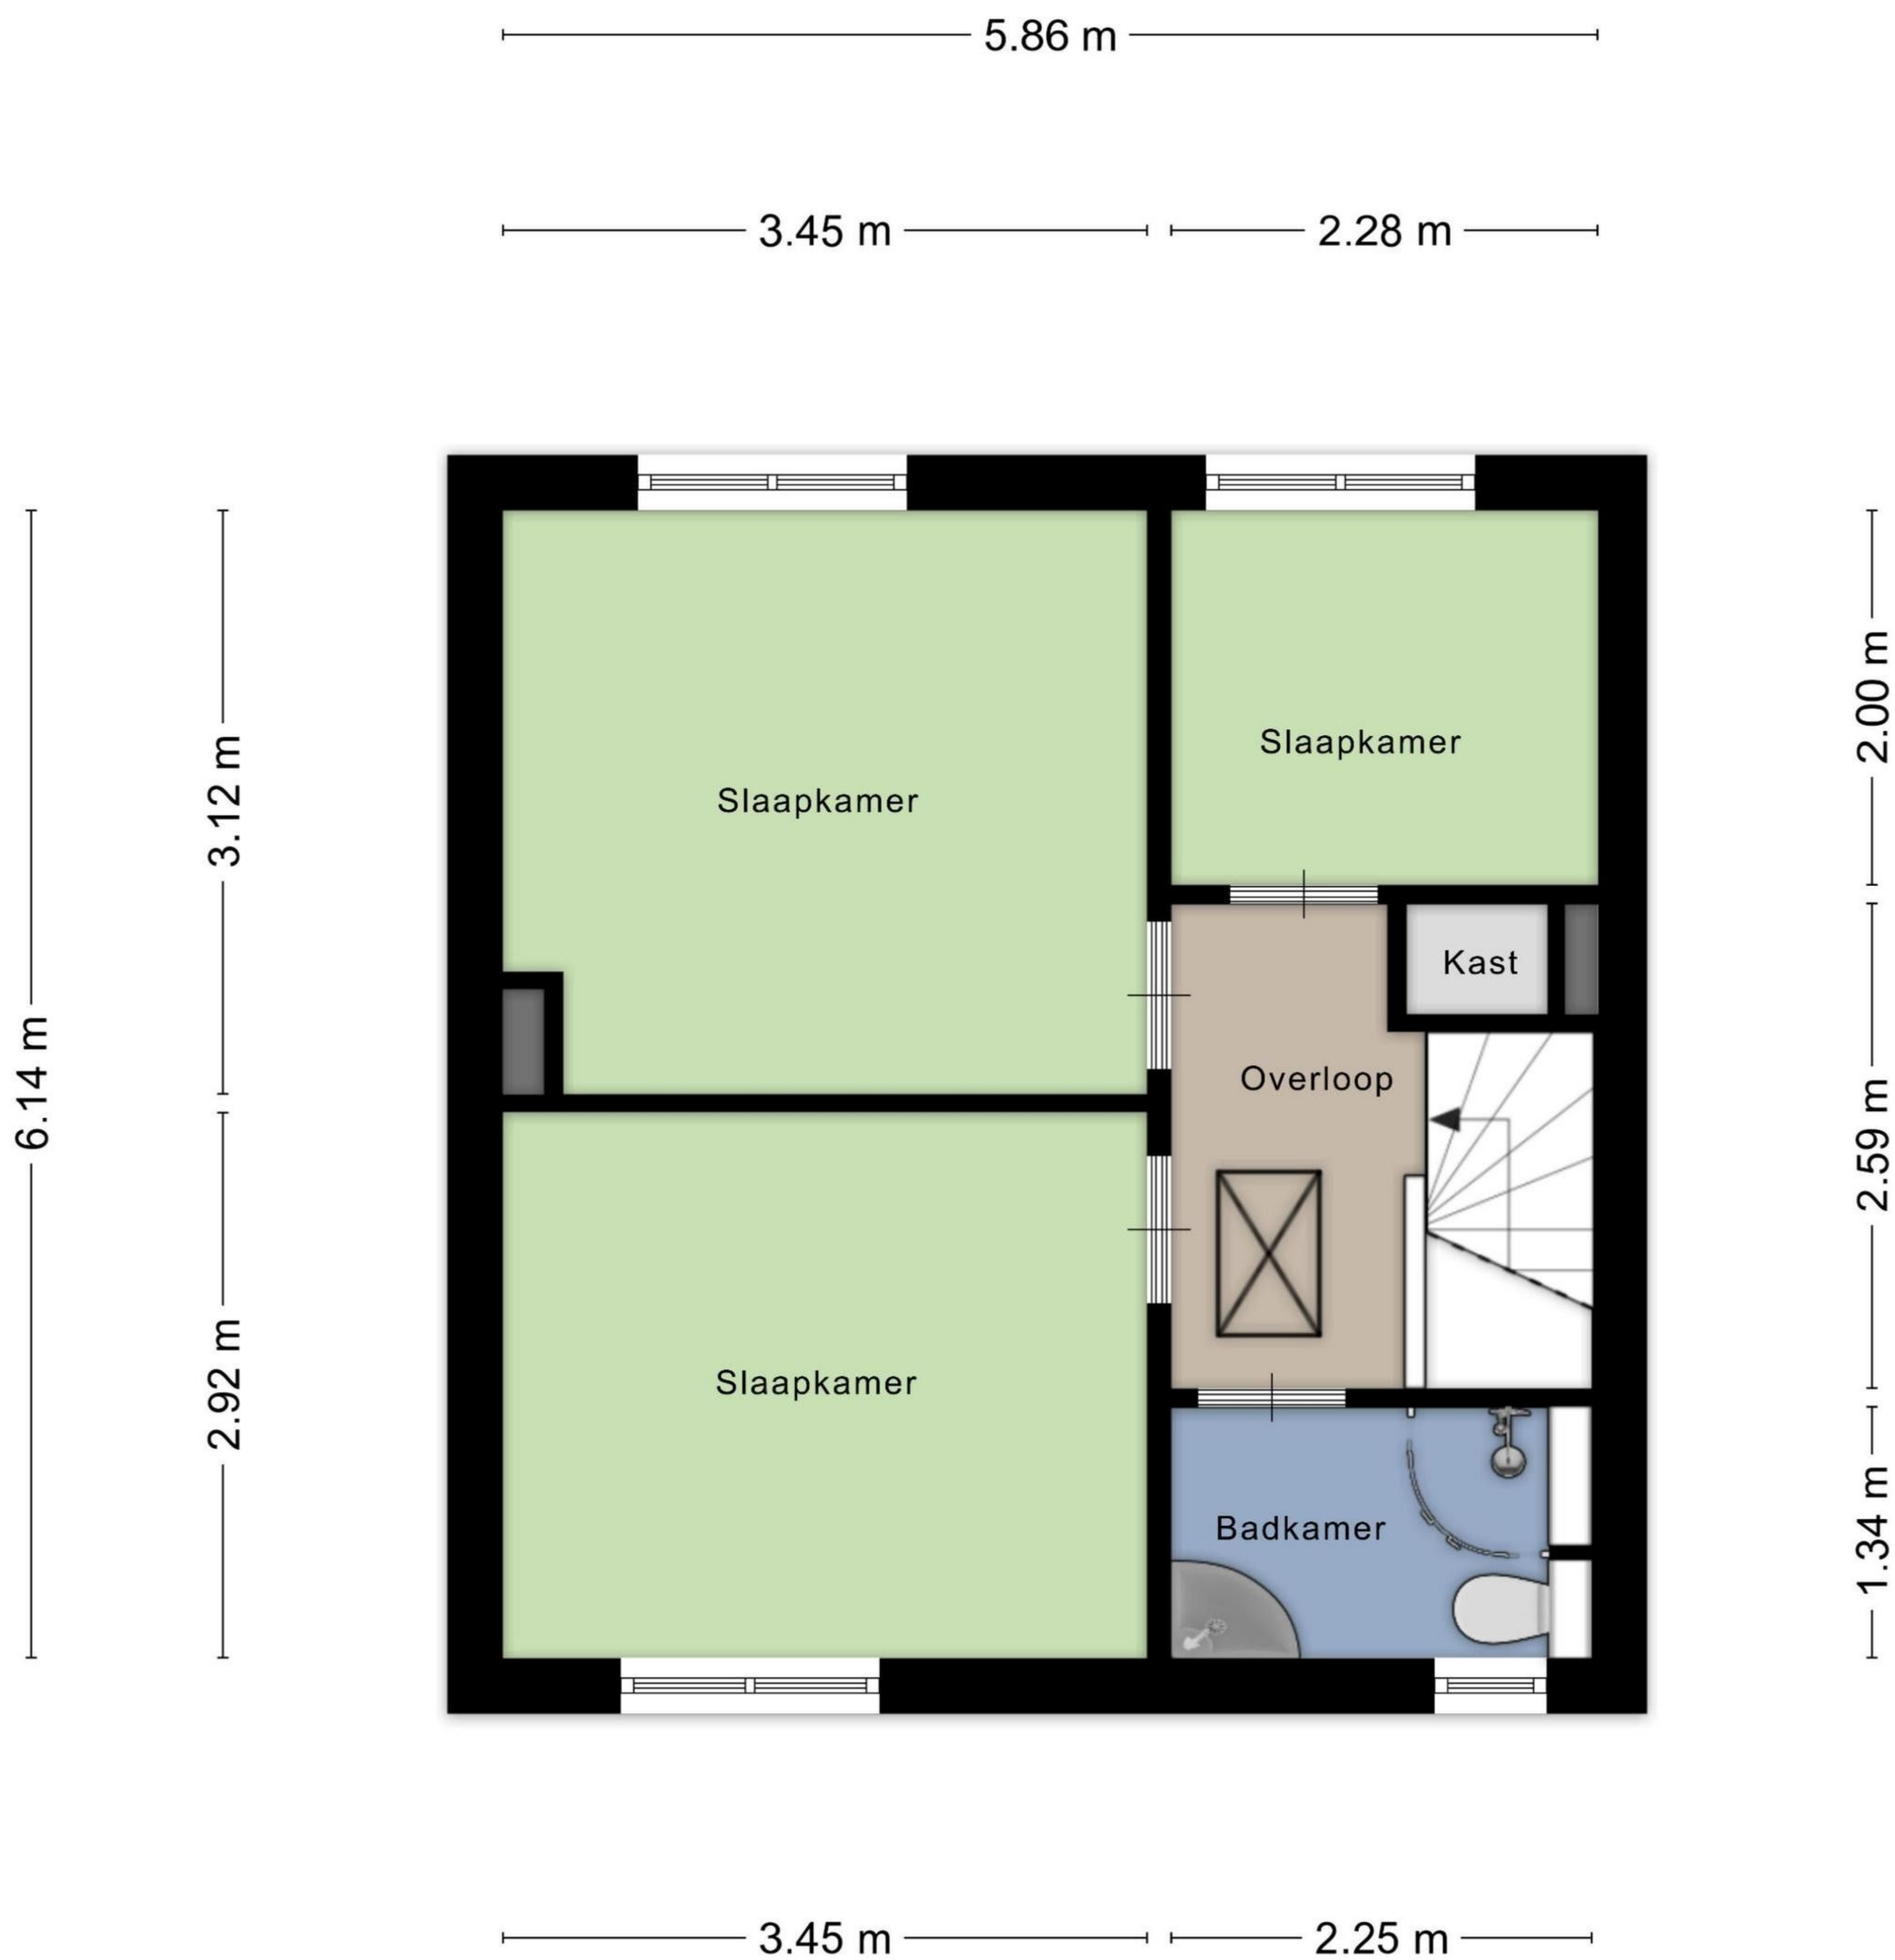 5.86 m
3.45 m
2.28 m
Slaapkamer
Slaapkamer
2.00 m
3.12 m
Kast
Overloop
6.14 m
2.59 m
Slaapkamer
2.92 m
Badkamer
1.34 m
3.45 m
2.25 m